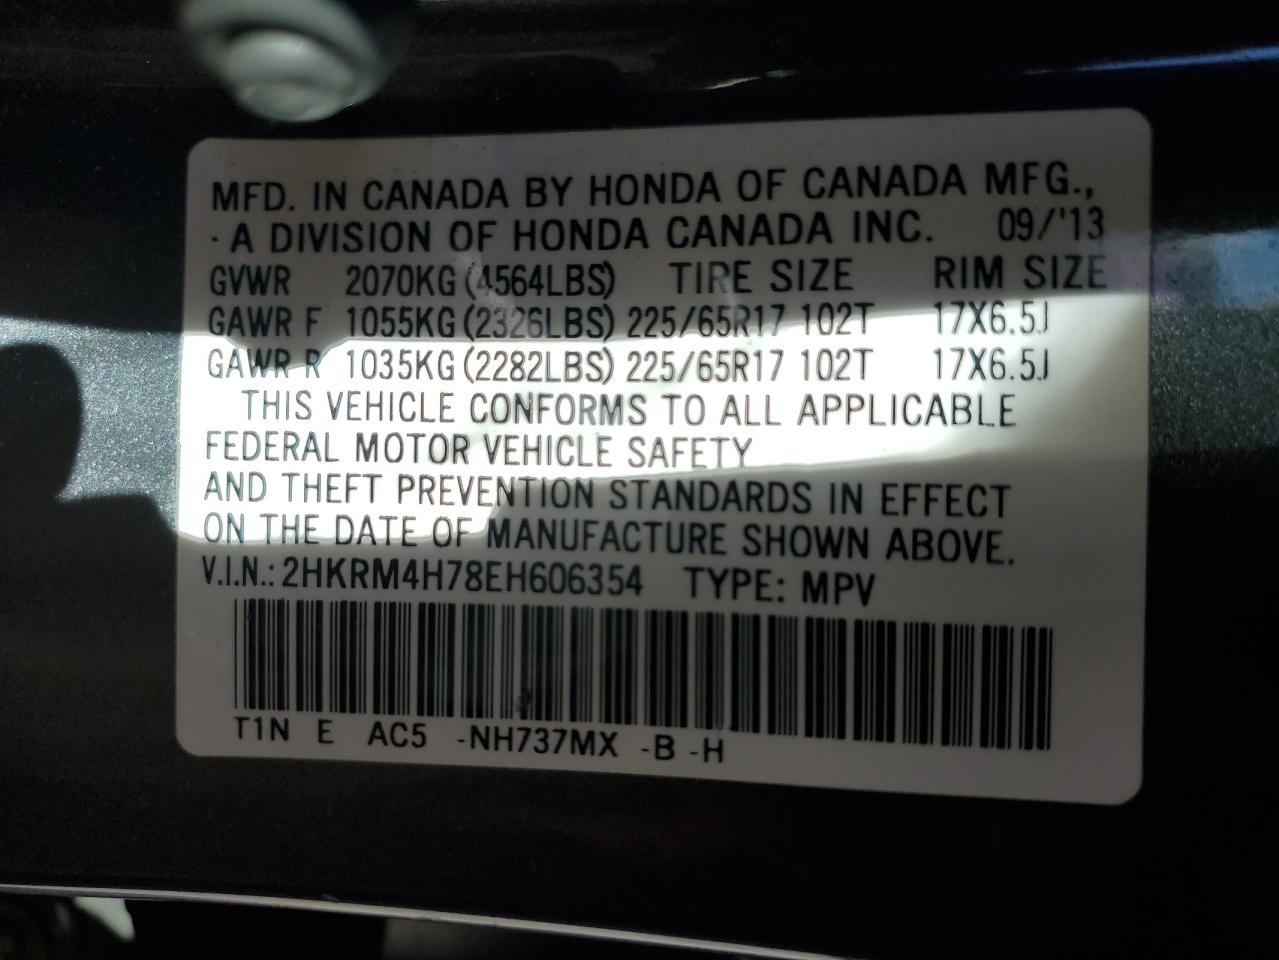 MFD. IN CANADA BY HONDA OF CANADA MFG.,
· A DIVISION OF HONDA CANADA INC. 09/'13
GVWR 2070KG (4564LBS) TIRE SIZE RIM SIZE
GAWR F 1055KG (2326LBS) 225/65R17 102T 17X6.5J
GAWR R 1035KG (2282LBS) 225/65R17 102T 17X6.5J
THIS VEHICLE CONFORMS TO ALL APPLICABLE
FEDERAL MOTOR VEHICLE SAFETY
AND THEFT PREVENTION STANDARDS IN EFFECT
ON THE DATE OF MANUFACTURE SHOWN ABOVE.
V.I.N.: 2HKRM4H78EH606354 TYPE: MPV
T1N E AC5 -NH737MX -B -H